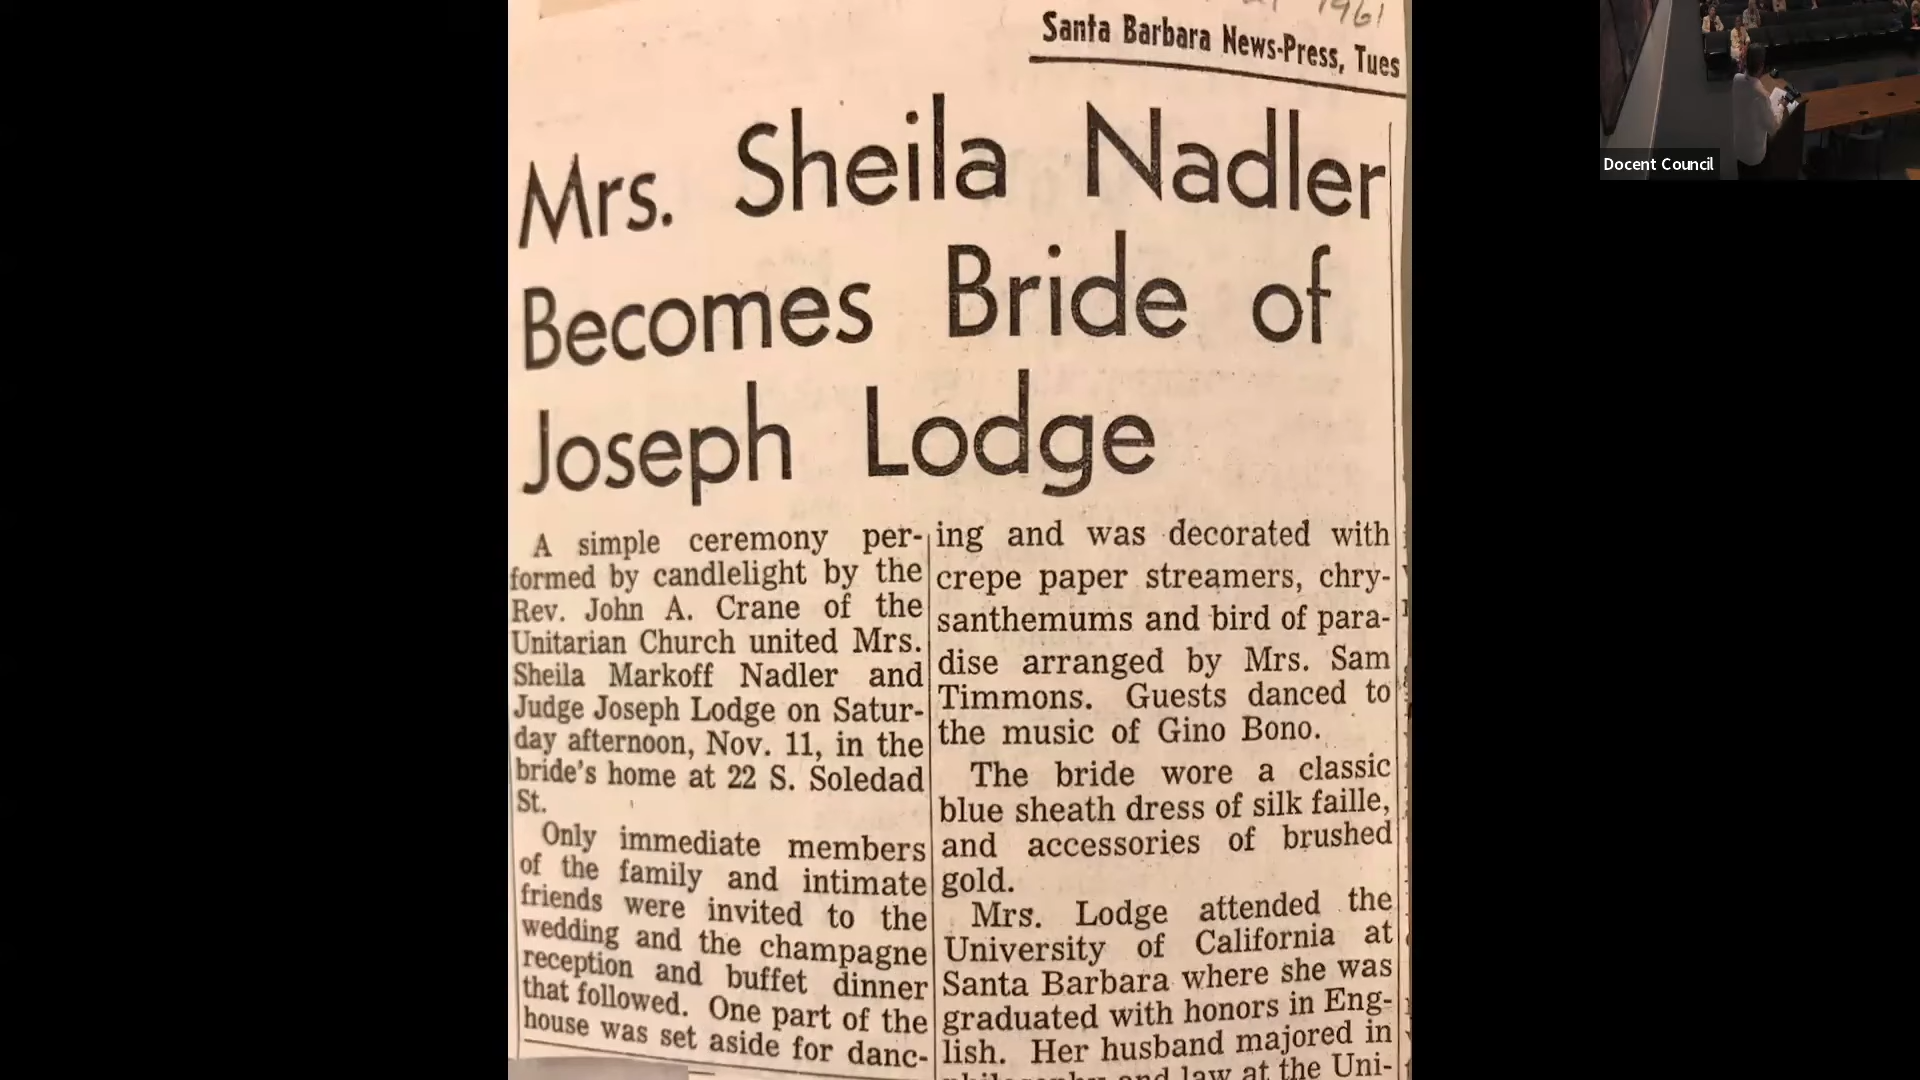 1961
Santa Barbara News-Press, Tues
Mrs. Sheila Nadler
Becomes Bride of
Joseph Lodge
A simple ceremony per-
formed by candlelight by the
Rev. John A. Crane of the
Unitarian Church united Mrs.
Sheila Markoff Nadler and
Judge Joseph Lodge on Satur-
day afternoon, Nov. 11, in the
bride's home at 22 S. Soledad
St.
Only immediate members
of the family and intimate
friends were invited to the
wedding and the champagne
reception and buffet dinner
that followed. One part of the
house was set aside for danc-
ing and was decorated with
crepe paper streamers, chry-
santhemums and bird of para-
dise arranged by Mrs. Sam
Timmons. Guests danced to
the music of Gino Bono.
The bride wore a classic
blue sheath dress of silk faille,
and accessories of brushed
gold.
Mrs. Lodge attended the
University of California at
Santa Barbara where she was
graduated with honors in Eng-
lish. Her husband majored in
and law at the Uni-
Docent Council